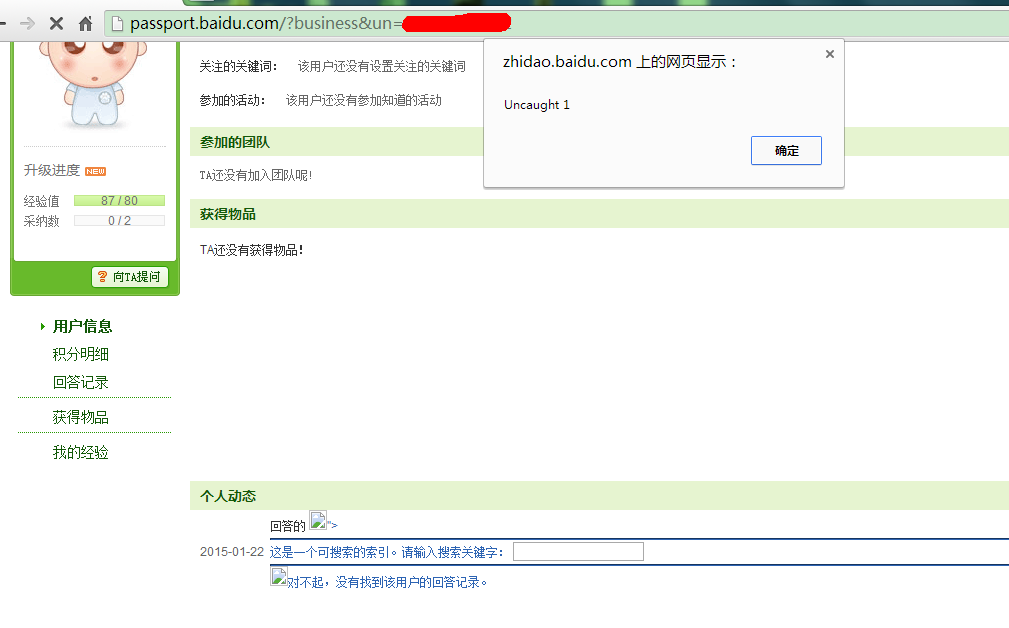 passport.baidu.com/?business&un=
zhidao.baidu.com 上的网页显示：
Uncaught 1
确定
关注的关键词： 该用户还没有设置关注的关键词
参加的活动： 该用户还没有参加知道的活动
参加的团队
TA还没有加入团队呢!
获得物品
TA还没有获得物品!
升级进度 NEW
经验值 87 / 80
采纳数 0 / 2
? 向TA提问
用户信息
积分明细
回答记录
获得物品
我的经验
个人动态
回答的 ">
2015-01-22 这是一个可搜索的索引。请输入搜索关键字：
对不起，没有找到该用户的回答记录。